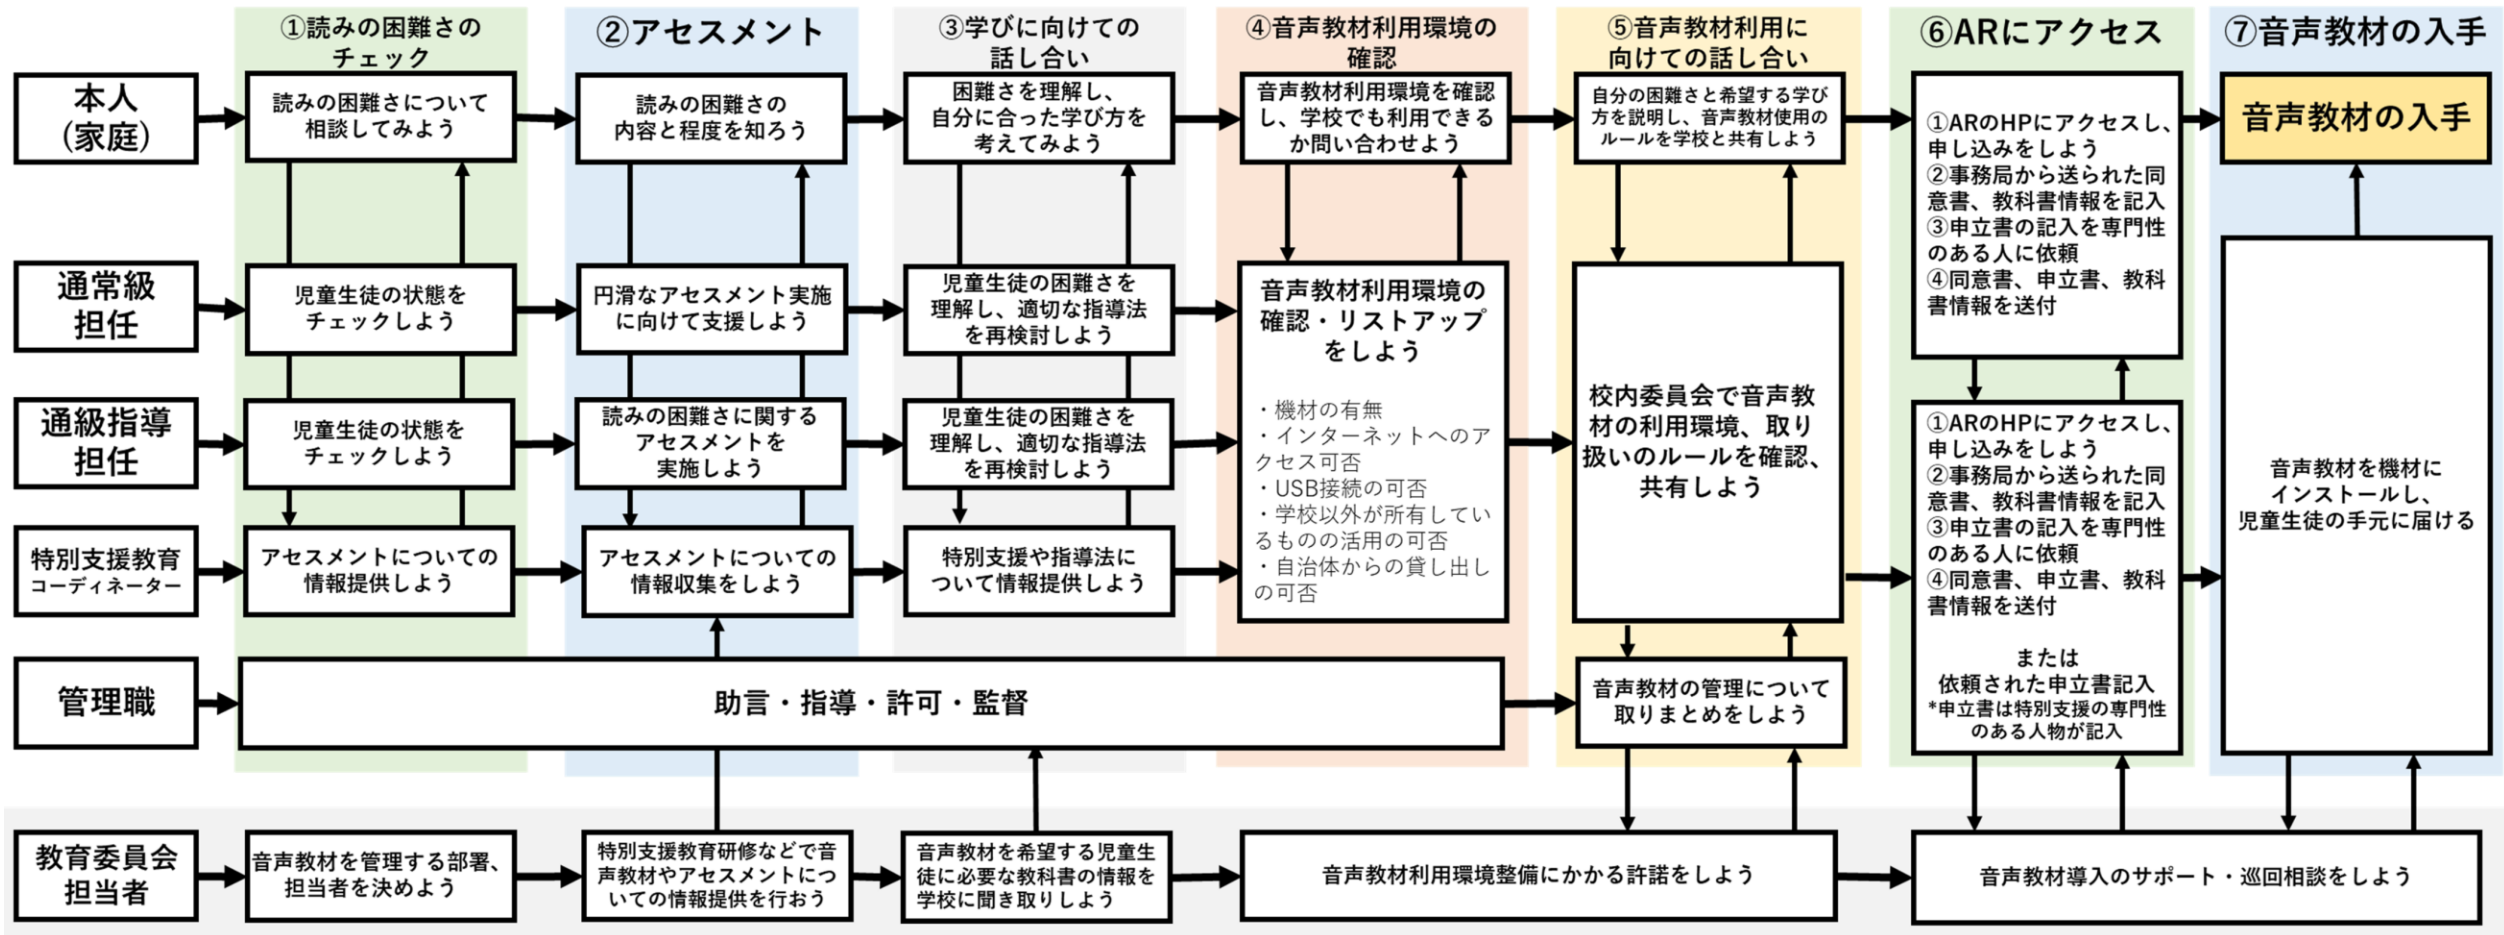 ①読みの困難さの
チェック
②アセスメント
③学びに向けての
話し合い
④音声教材利用環境の
確認
⑤音声教材利用に
向けての話し合い
⑥ARにアクセス
⑦音声教材の入手
本人
(家庭)
読みの困難さについて
相談してみよう
読みの困難さの
内容と程度を知ろう
困難さを理解し、
自分に合った学び方を
考えてみよう
音声教材利用環境を確認
し、学校でも利用できる
か問い合わせよう
自分の困難さと希望する学び
方を説明し、音声教材使用の
ルールを学校と共有しよう
①ARのHPにアクセスし、
申し込みをしよう
②事務局から送られた同
意書、教科書情報を記入
③申立書の記入を専門性
のある人に依頼
④同意書、申立書、教科
書情報を送付
音声教材の入手
通常級
担任
児童生徒の状態を
チェックしよう
円滑なアセスメント実施
に向けて支援しよう
児童生徒の困難さを
理解し、適切な指導法
を再検討しよう
音声教材利用環境の
確認・リストアップ
をしよう
・機材の有無
・インターネットへのア
クセス可否
・USB接続の可否
・学校以外が所有してい
るものの活用の可否
・自治体からの貸し出し
の可否
校内委員会で音声教
材の利用環境、取り
扱いのルールを確認、
共有しよう
通級指導
担任
児童生徒の状態を
チェックしよう
読みの困難さに関する
アセスメントを
実施しよう
児童生徒の困難さを
理解し、適切な指導法
を再検討しよう
①ARのHPにアクセスし、
申し込みをしよう
②事務局から送られた同
意書、教科書情報を記入
③申立書の記入を専門性
のある人に依頼
④同意書、申立書、教科
書情報を送付
または
依頼された申立書記入
*申立書は特別支援の専門性
のある人物が記入
音声教材を機材に
インストールし、
児童生徒の手元に届ける
特別支援教育
コーディネーター
アセスメントについての
情報提供しよう
アセスメントについての
情報収集をしよう
特別支援や指導法に
ついて情報提供しよう
管理職
助言・指導・許可・監督
音声教材の管理について
取りまとめをしよう
教育委員会
担当者
音声教材を管理する部署、
担当者を決めよう
特別支援教育研修などで音
声教材やアセスメントにつ
いての情報提供を行おう
音声教材を希望する児童生
徒に必要な教科書の情報を
学校に聞き取りしよう
音声教材利用環境整備にかかる許諾をしよう
音声教材導入のサポート・巡回相談をしよう